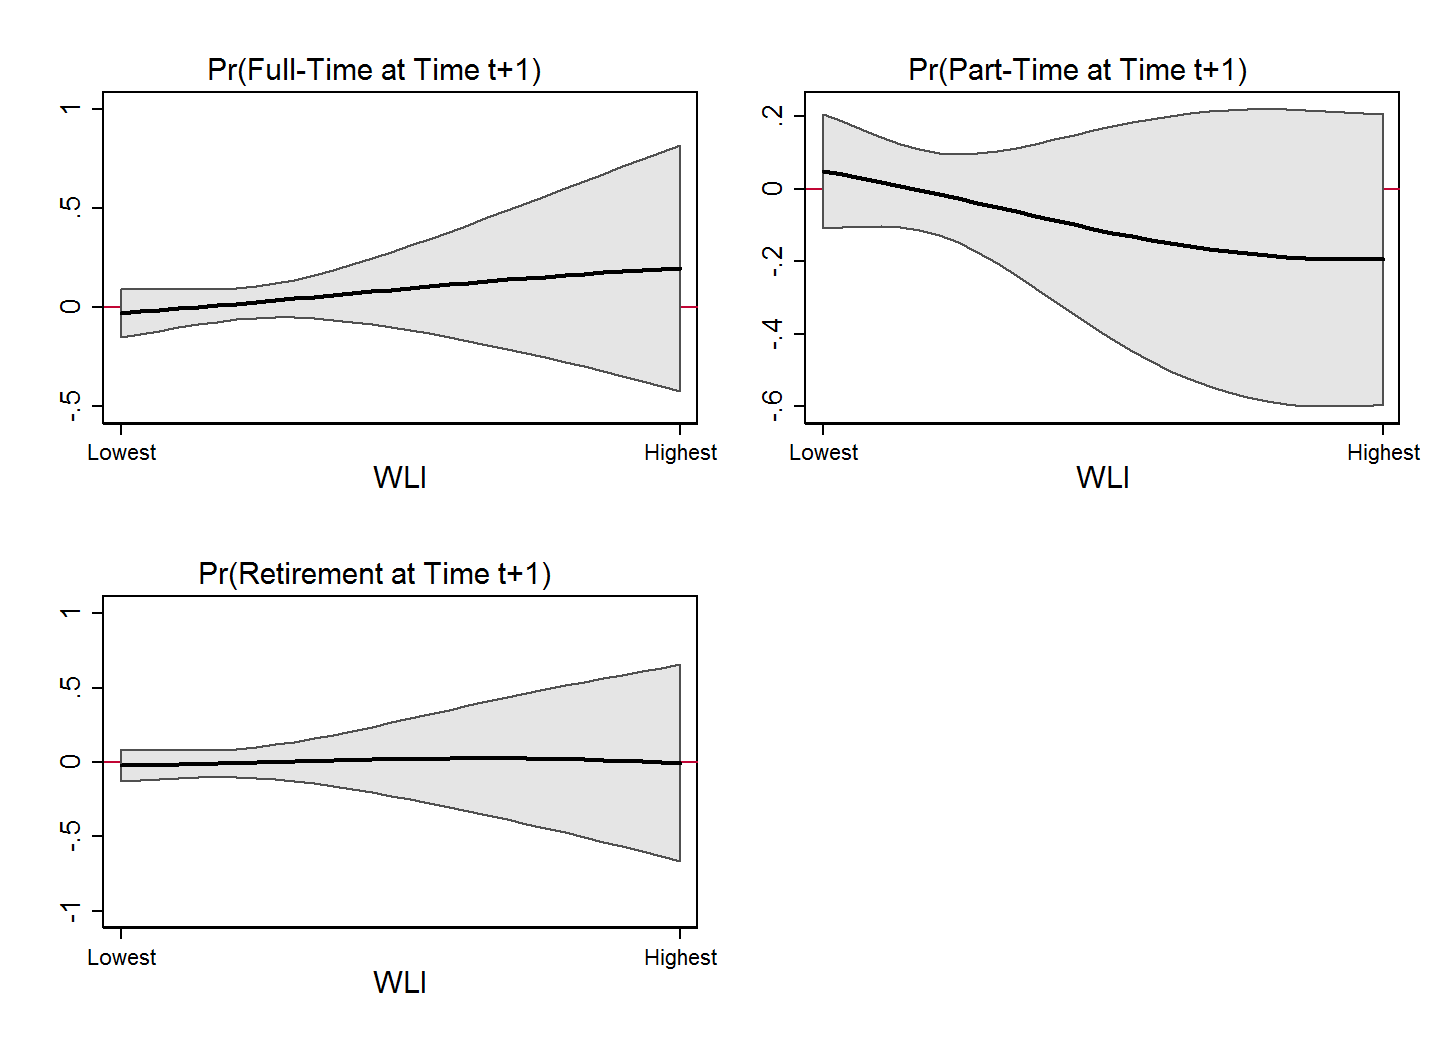 Pr(Full-Time at Time t+1)
1
.5
0
-.5
Lowest
Highest
WLI
Pr(Part-Time at Time t+1)
.2
0
-.2
-.4
-.6
Lowest
Highest
WLI
Pr(Retirement at Time t+1)
1
.5
0
-.5
-1
Lowest
Highest
WLI